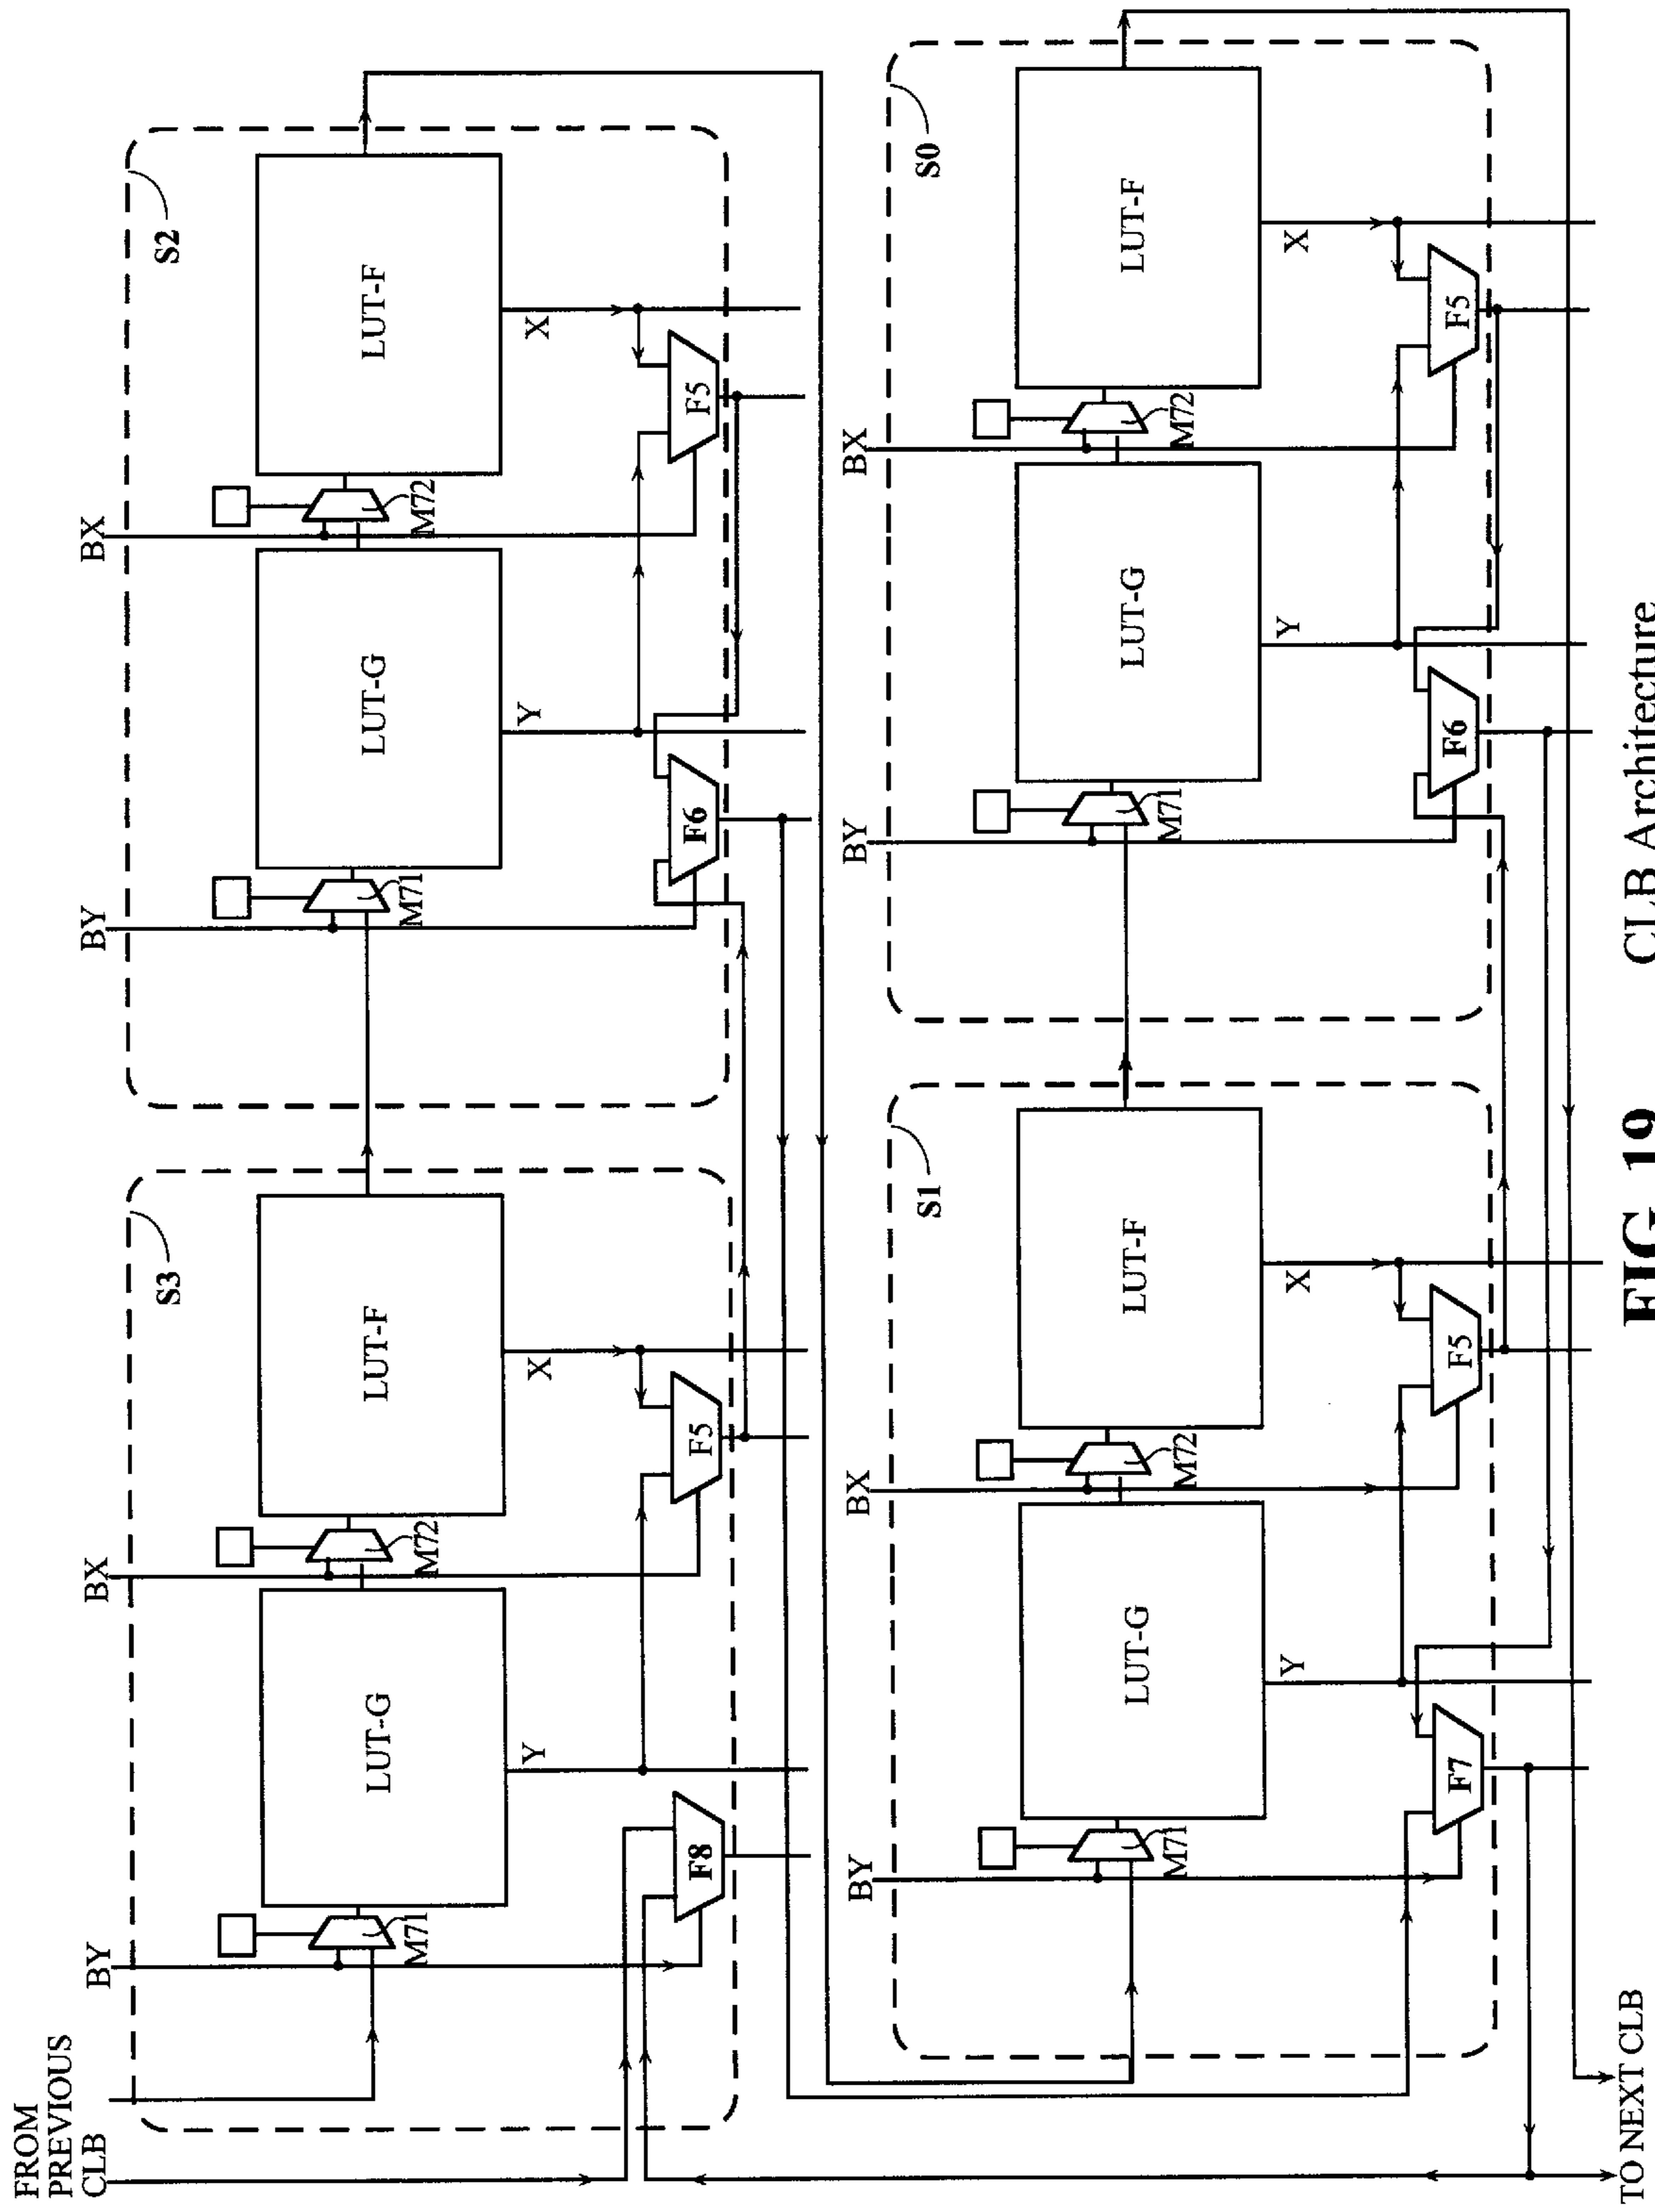 FROM
PREVIOUS
CLB
S3
BY
M71
LUT-G
Y
F8
BX
M72
LUT-F
X
F5
S2
BY
M71
LUT-G
Y
F6
BX
M72
LUT-F
X
F5
S1
BY
M71
LUT-G
Y
F7
BX
M72
LUT-F
X
F5
S0
BY
M71
LUT-G
Y
F6
BX
M72
LUT-F
X
F5
TO NEXT CLB
FIG. 19 CLB Architecture